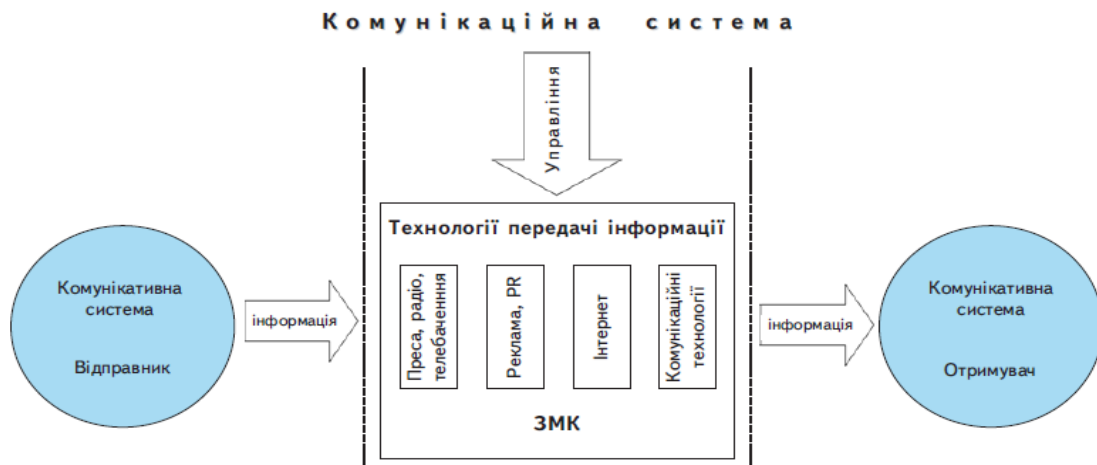 Комунікаційна система
Управління
Технології передачі інформації
Комунікативна
система
Відправник
інформація
Преса, радіо,
телебаченння
Реклама, PR
Інтернет
Комунікаційні
технології
ЗМК
інформація
Комунікативна
система
Отримувач